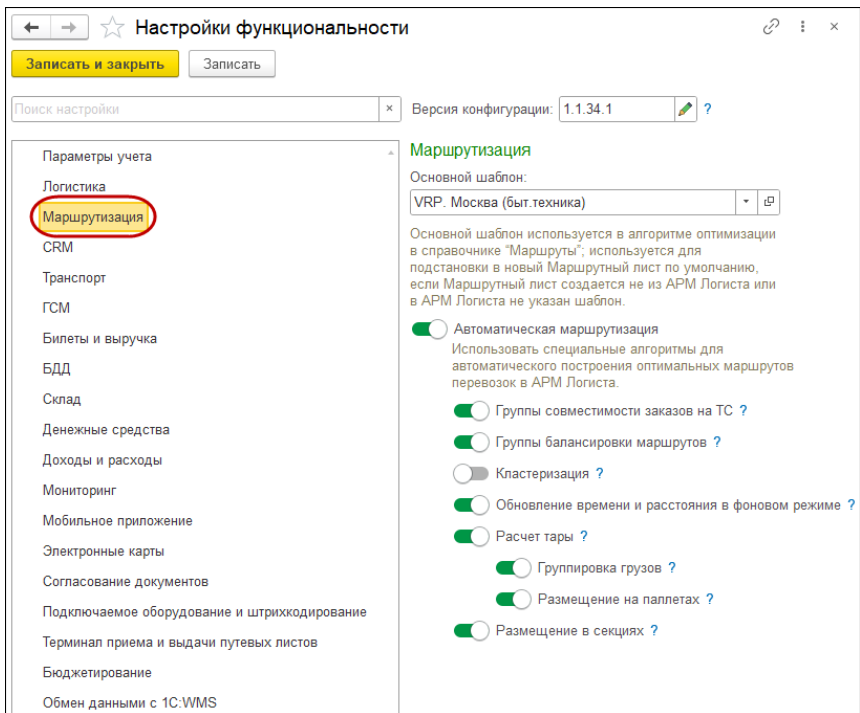 Настройки функциональности
Записать и закрыть
Записать
Поиск настройки
Версия конфигурации: 1.1.34.1 ?
Параметры учета
Логистика
Маршрутизация
CRM
Транспорт
ГСМ
Билеты и выручка
БДД
Склад
Денежные средства
Доходы и расходы
Мониторинг
Мобильное приложение
Электронные карты
Согласование документов
Подключаемое оборудование и штрихкодирование
Терминал приема и выдачи путевых листов
Бюджетирование
Обмен данными с 1С:WMS
Маршрутизация
Основной шаблон:
VRP. Москва (быт.техника)
Основной шаблон используется в алгоритме оптимизации
в справочнике "Маршруты"; используется для
подстановки в новый Маршрутный лист по умолчанию,
если Маршрутный лист создается не из АРМ Логиста или
в АРМ Логиста не указан шаблон.
Автоматическая маршрутизация
Использовать специальные алгоритмы для
автоматического построения оптимальных маршрутов
перевозок в АРМ Логиста.
Группы совместимости заказов на ТС ?
Группы балансировки маршрутов ?
Кластеризация ?
Обновление времени и расстояния в фоновом режиме ?
Расчет тары ?
Группировка грузов ?
Размещение на паллетах ?
Размещение в секциях ?